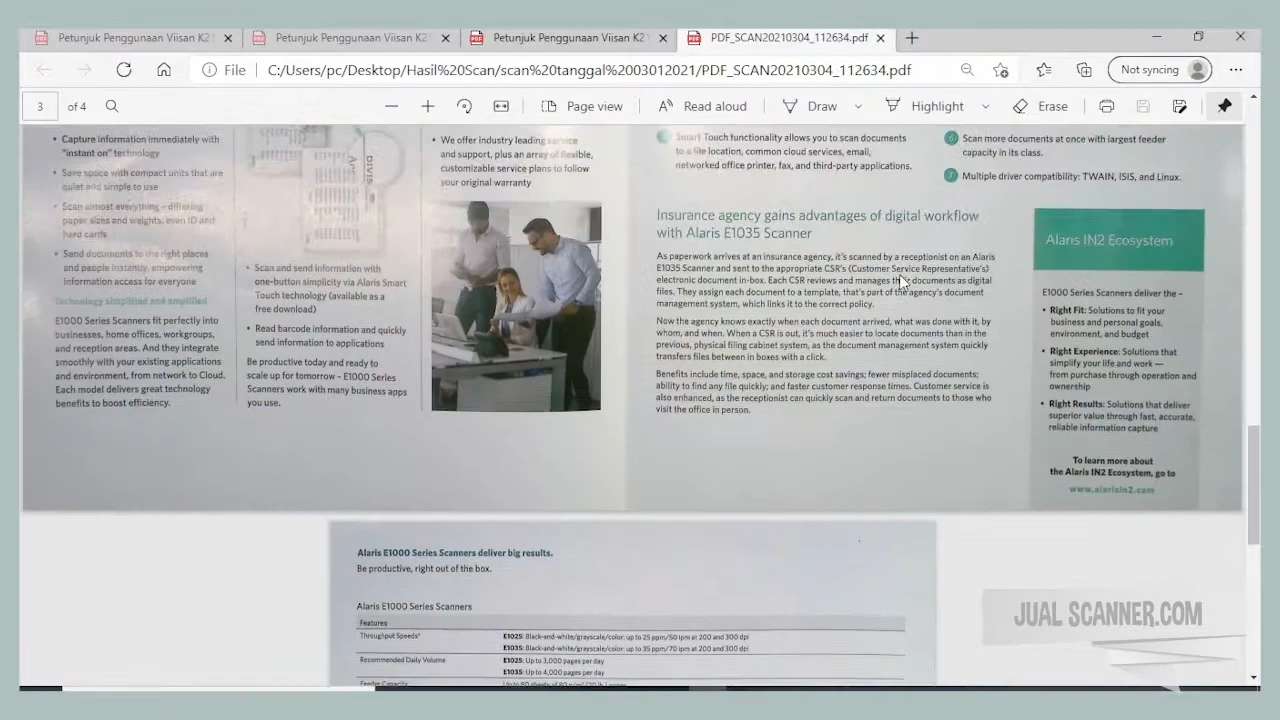 Petunjuk Penggunaan Viisan K2
Petunjuk Penggunaan Viisan K2
Petunjuk Penggunaan Viisan K2
PDF_SCAN20210304_112634.pdf
File
C:/Users/pc/Desktop/Hasil%20Scan/scan%20tanggal%2003012021/PDF_SCAN20210304_112634.pdf
Not syncing
3 of 4
Page view
Read aloud
Draw
Highlight
Erase
• Capture information immediately with
"instant on" technology
• Save space with compact units that are
quiet and simple to use
• Scan almost everything – differing
paper sizes and weights, even ID and
hard cards
• Send documents to the right places
and people instantly, empowering
information access for everyone
Technology simplified and amplified
E1000 Series Scanners fit perfectly into
businesses, home offices, workgroups,
and reception areas. And they integrate
smoothly with your existing applications
and environment, from network to Cloud.
Each model delivers great technology
benefits to boost efficiency.
• Scan and send information with
one-button simplicity via Alaris Smart
Touch technology (available as a
free download)
• Read barcode information and quickly
send information to applications
Be productive today and ready to
scale up for tomorrow – E1000 Series
Scanners work with many business apps
you use.
• We offer industry leading service
and support, plus an array of flexible,
customizable service plans to follow
your original warranty
Smart Touch functionality allows you to scan documents
to a file location, common cloud services, email,
networked office printer, fax, and third-party applications.
Scan more documents at once with largest feeder
capacity in its class.
7 Multiple driver compatibility: TWAIN, ISIS, and Linux.
Insurance agency gains advantages of digital workflow
with Alaris E1035 Scanner
As paperwork arrives at an insurance agency, it's scanned by a receptionist on an Alaris
E1035 Scanner and sent to the appropriate CSR's (Customer Service Representative's)
electronic document in-box. Each CSR reviews and manages the documents as digital
files. They assign each document to a template, that's part of the agency's document
management system, which links it to the correct policy.
Now the agency knows exactly when each document arrived, what was done with it, by
whom, and when. When a CSR is out, it's much easier to locate documents than in the
previous, physical filing cabinet system, as the document management system quickly
transfers files between in boxes with a click.
Benefits include time, space, and storage cost savings; fewer misplaced documents;
ability to find any file quickly; and faster customer response times. Customer service is
also enhanced, as the receptionist can quickly scan and return documents to those who
visit the office in person.
Alaris IN2 Ecosystem
E1000 Series Scanners deliver the –
• Right Fit: Solutions to fit your
business and personal goals,
environment, and budget
• Right Experience: Solutions that
simplify your life and work —
from purchase through operation and
ownership
• Right Results: Solutions that deliver
superior value through fast, accurate,
reliable information capture
To learn more about
the Alaris IN2 Ecosystem, go to
www.alarisin2.com
Alaris E1000 Series Scanners deliver big results.
Be productive, right out of the box.
Alaris E1000 Series Scanners
Features
Throughput Speeds*
E1025: Black-and-white/grayscale/color: up to 25 ppm/50 ipm at 200 and 300 dpi
E1035: Black-and-white/grayscale/color: up to 35 ppm/70 ipm at 200 and 300 dpi
Recommended Daily Volume
E1025: Up to 3,000 pages per day
E1035: Up to 4,000 pages per day
Feeder Capacity
JUAL SCANNER.COM